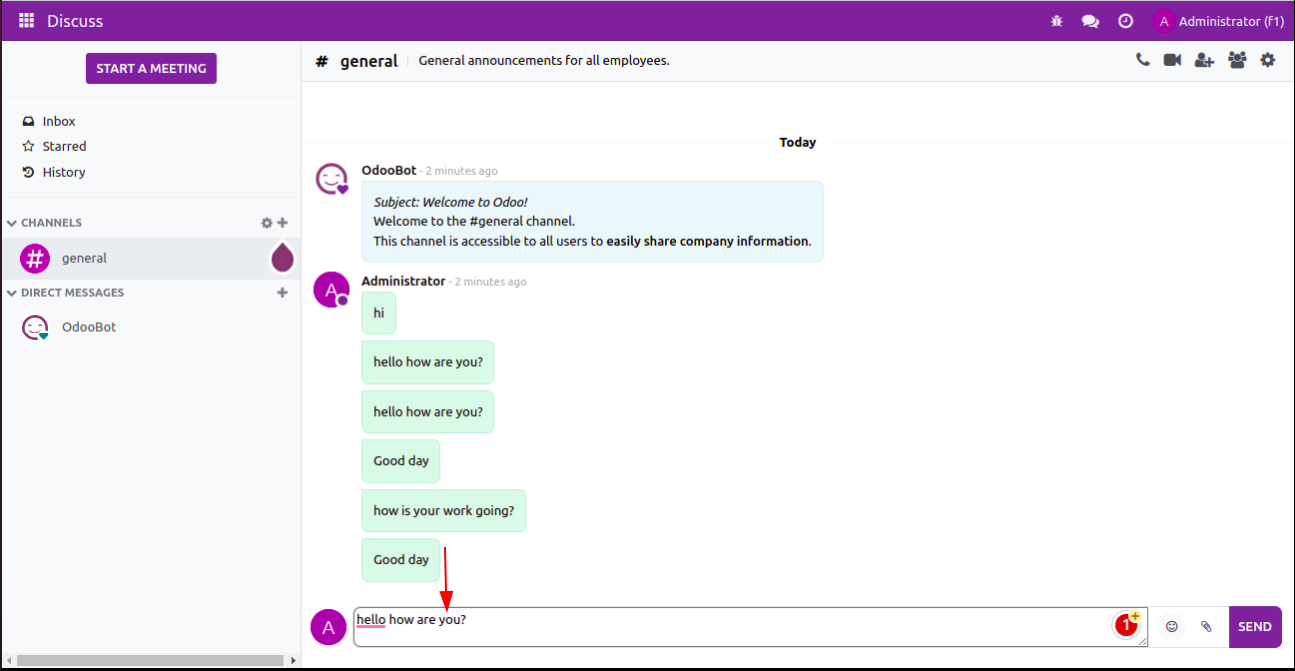 Discuss
A Administrator (f1)
START A MEETING
# general General announcements for all employees.
Inbox
Starred
History
CHANNELS
# general
DIRECT MESSAGES
OdooBot
Today
OdooBot - 2 minutes ago
Subject: Welcome to Odoo!
Welcome to the #general channel.
This channel is accessible to all users to easily share company information.
A Administrator - 2 minutes ago
hi
hello how are you?
hello how are you?
Good day
how is your work going?
Good day
A hello how are you? 1+ SEND